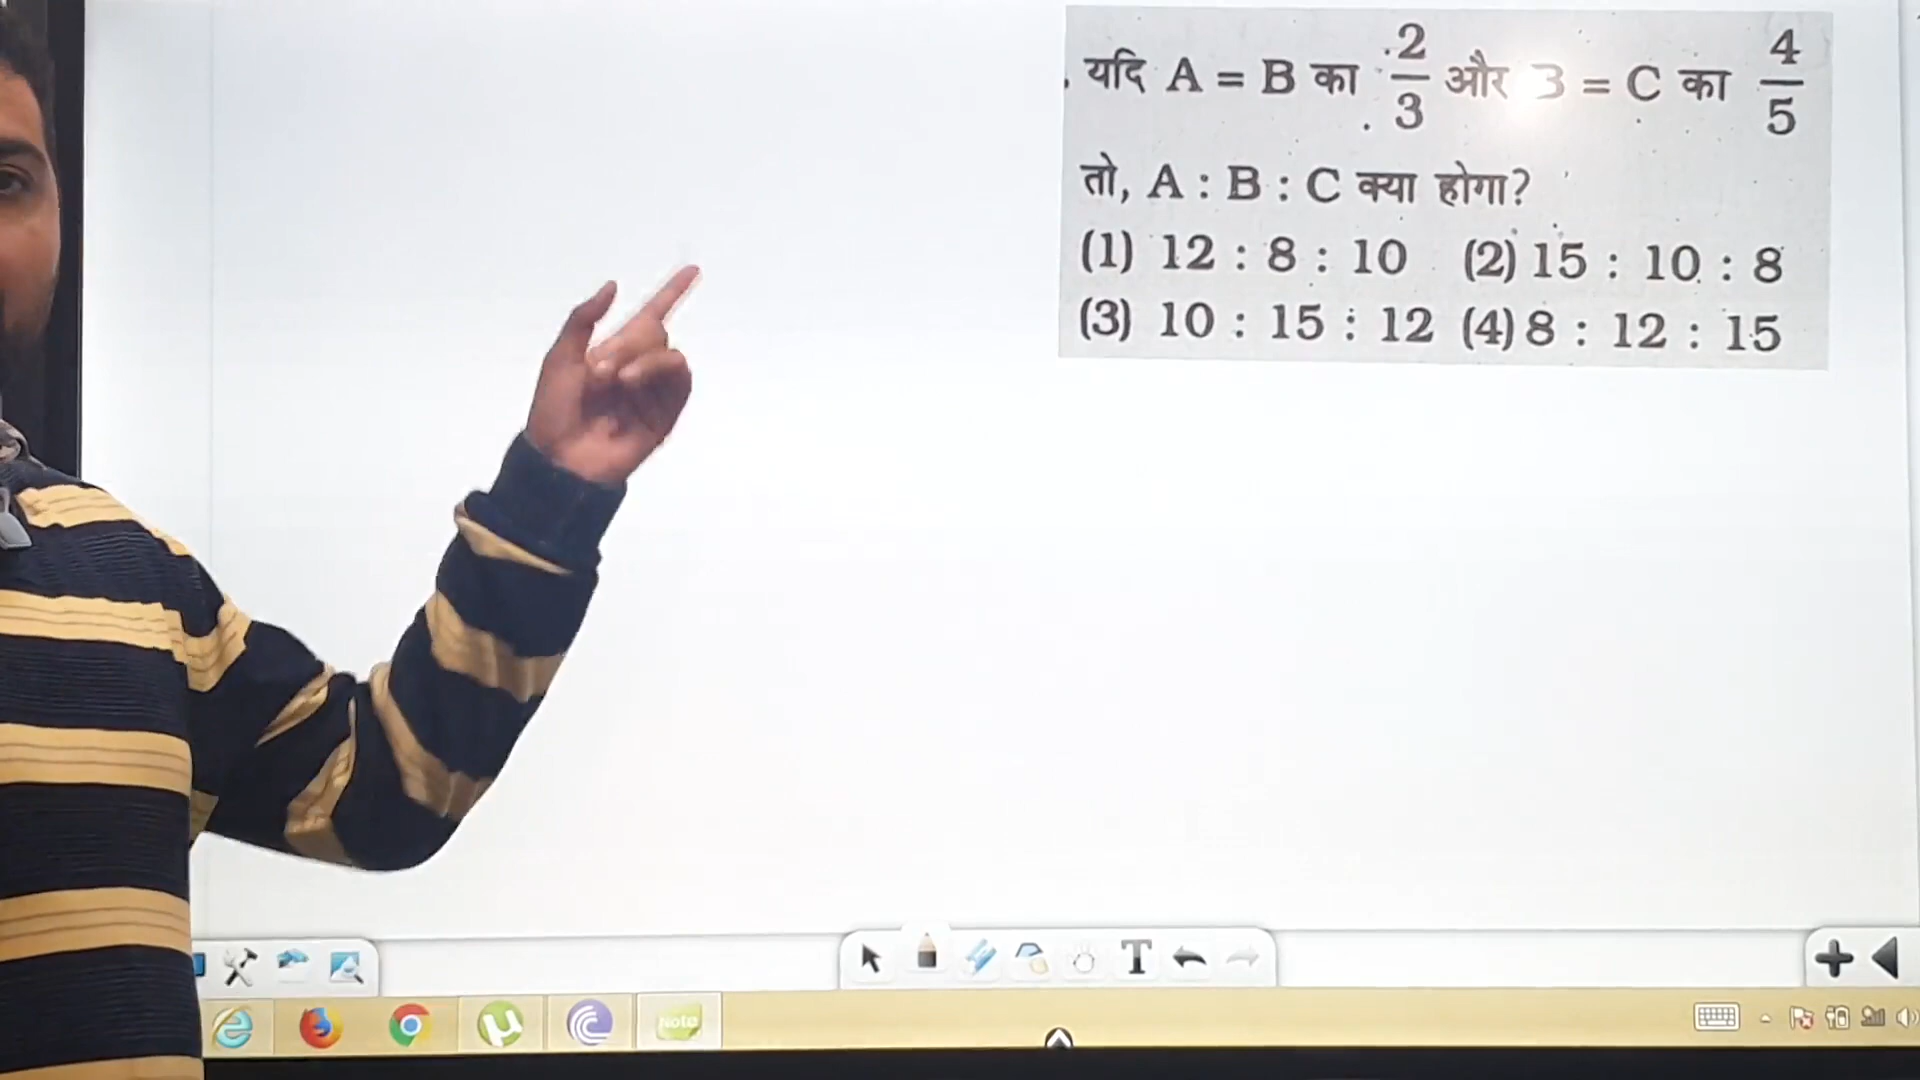 यदि A = B का 2/3 और B = C का 4/5
तो, A : B : C क्या होगा?
(1) 12 : 8 : 10 (2) 15 : 10 : 8
(3) 10 : 15 : 12 (4) 8 : 12 : 15
T
Note